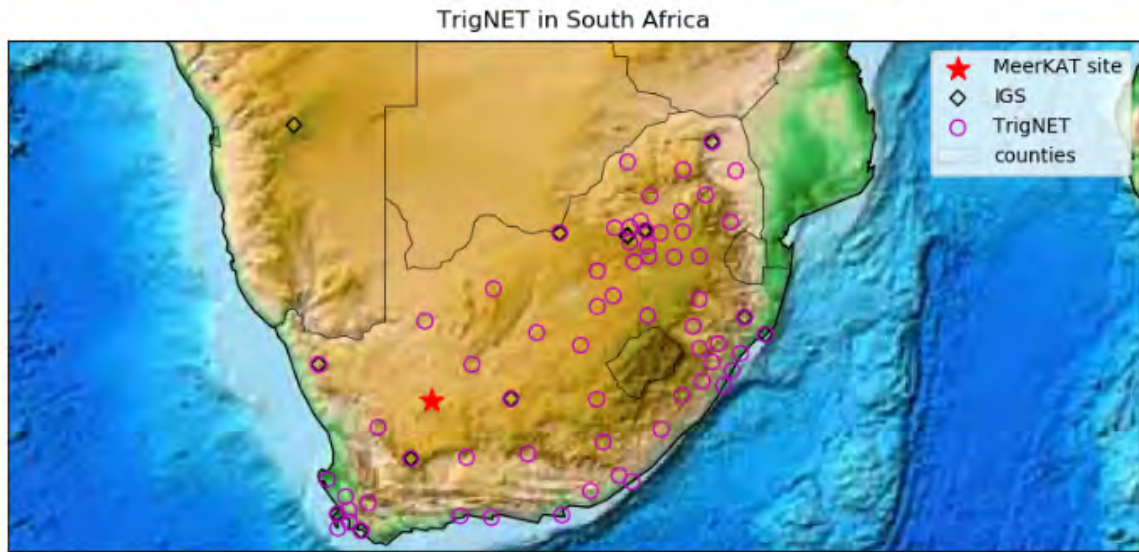 TrigNET in South Africa
MeerKAT site
IGS
TrigNET
counties